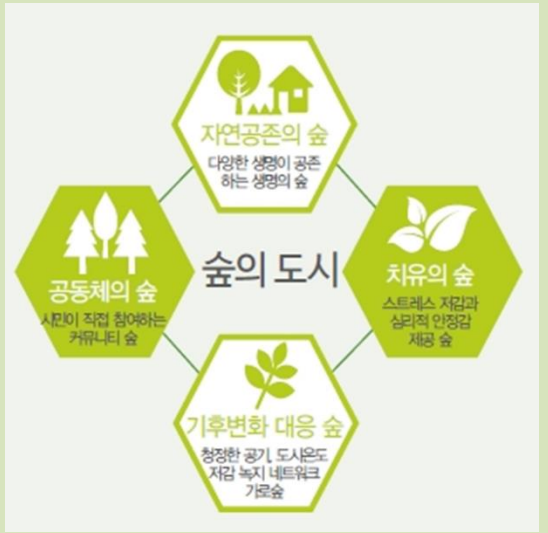 자연공존의 숲
다양한 생명이 공존
하는 생명의 숲
공동체의 숲
시민이 직접 참여하는
커뮤니티 숲
숲의 도시
치유의 숲
스트레스 저감과
심리적 안정감
제공 숲
기후변화 대응 숲
청정한 공기, 도시온도
저감 녹지 네트워크
가로숲